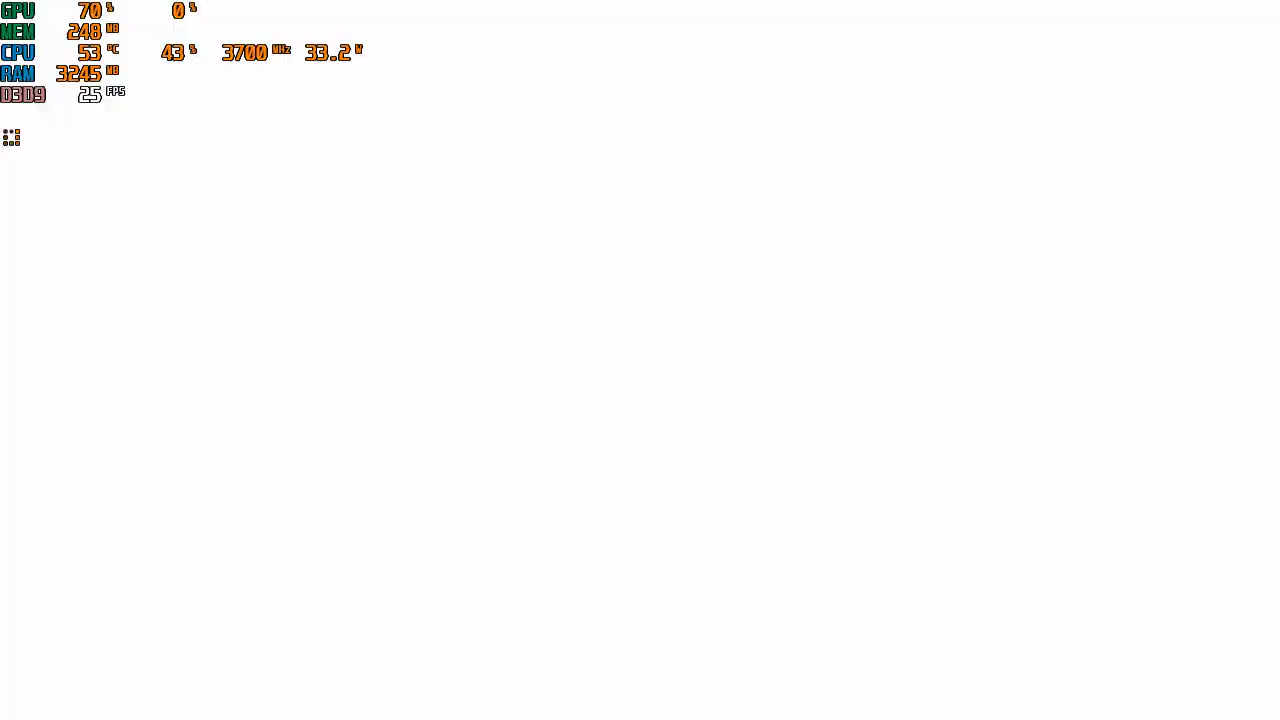 GPU 70 % 0 %
MEM 248 MB
CPU 53 °C 43 % 3700 MHz 33.2 W
RAM 3245 MB
D3D9 25 FPS